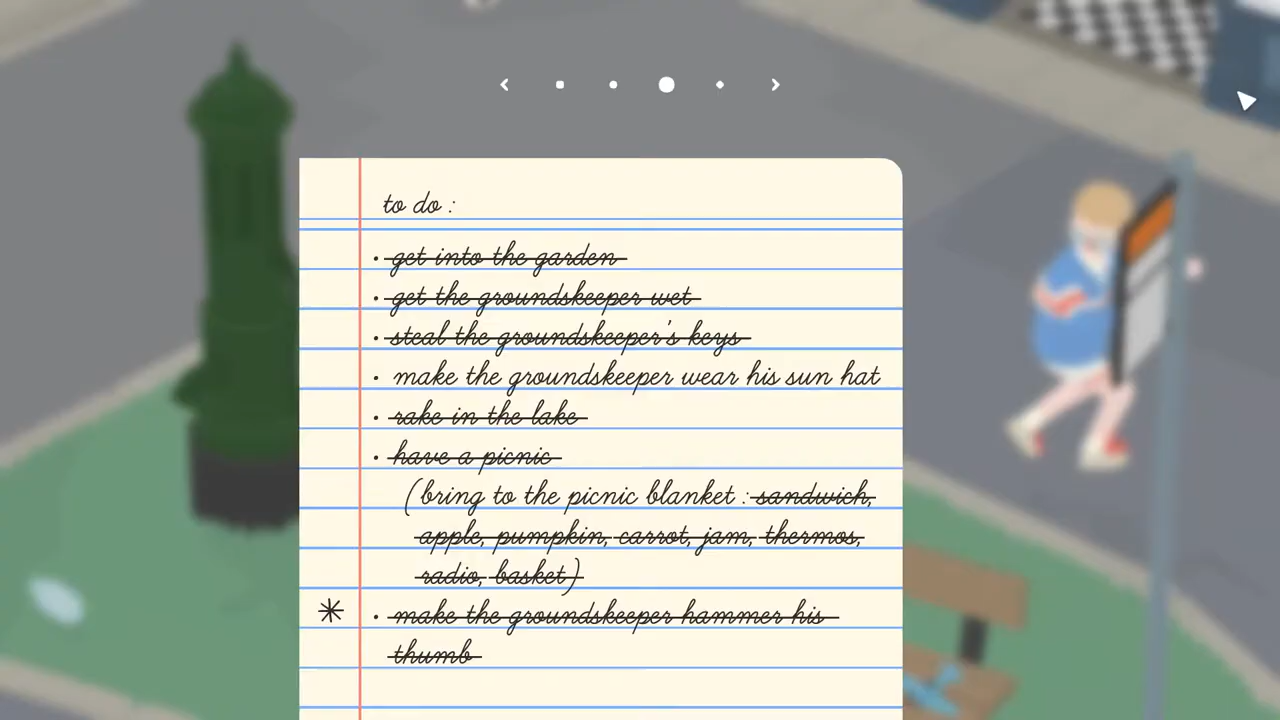 to do :
• get into the garden
• get the groundskeeper wet
• steal the groundskeeper's keys
• make the groundskeeper wear his sun hat
• rake in the lake
• have a picnic
(bring to the picnic blanket : sandwich,
apple, pumpkin, carrot, jam, thermos,
radio, basket)
• make the groundskeeper hammer his
thumb